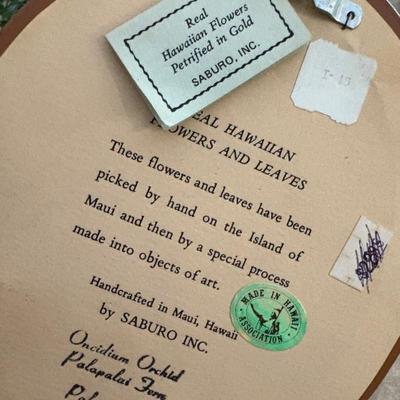 Real
Hawaiian Flowers
Petrified in Gold
SABURO, INC.
I-43
REAL HAWAIIAN
FLOWERS AND LEAVES
These flowers and leaves have been
picked by hand on the Island of
Maui and then by a special process
made into objects of art.
Handcrafted in Maui, Hawaii
by SABURO INC.
MADE IN HAWAII
ASSOCIATION
Oncidium Orchid
Palapalai Fern